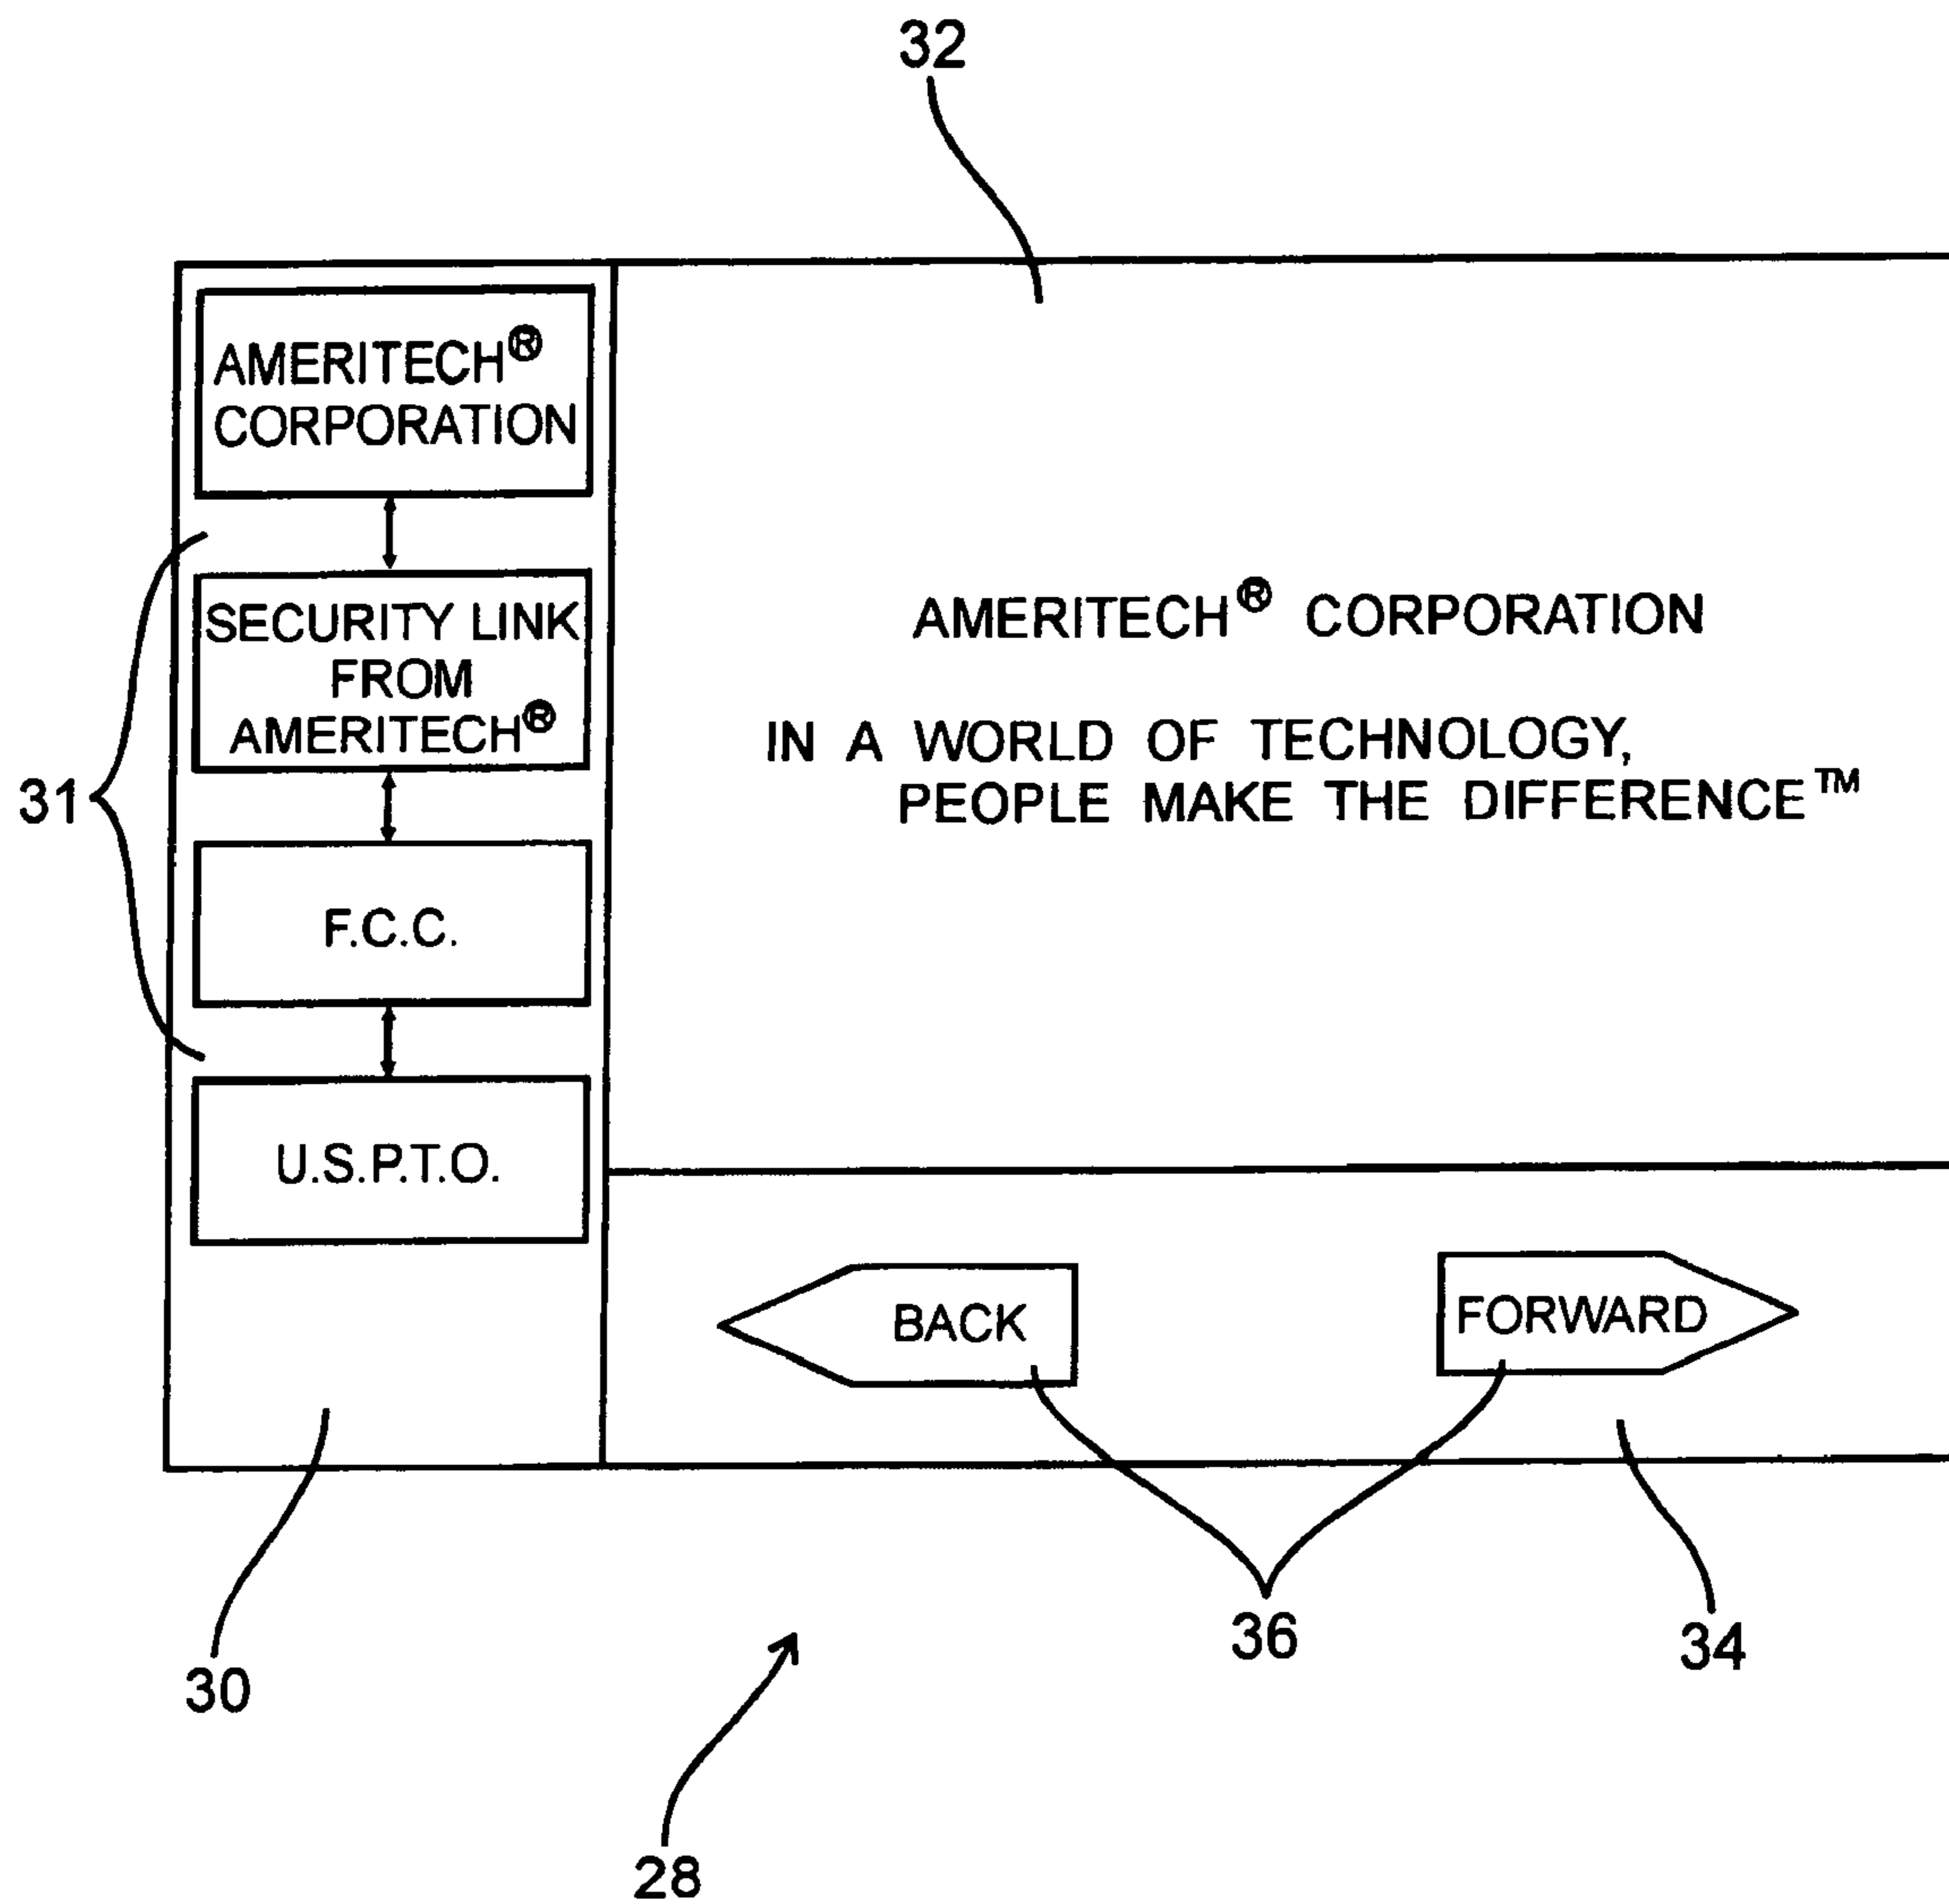 32
AMERITECH®
CORPORATION
SECURITY LINK
FROM
AMERITECH®
F.C.C.
U.S.P.T.O.
31
AMERITECH® CORPORATION
IN A WORLD OF TECHNOLOGY,
PEOPLE MAKE THE DIFFERENCE™
BACK
FORWARD
30
36
34
28